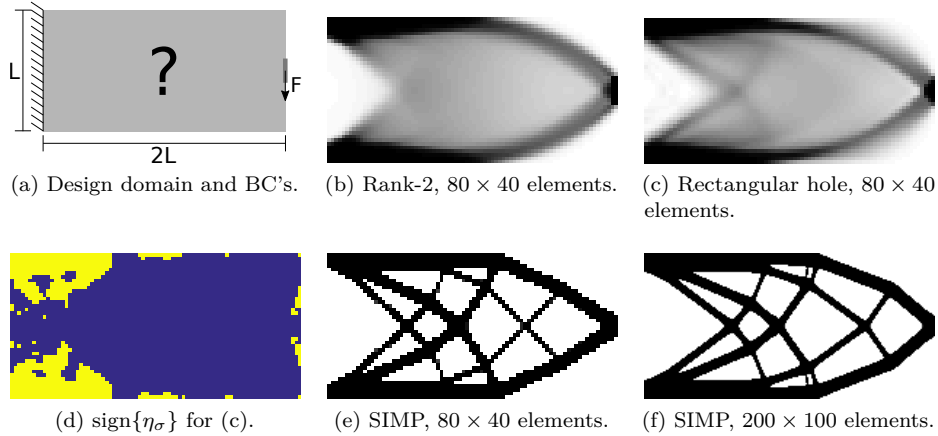 L
?
F
2L
(a) Design domain and BC's.
(b) Rank-2, 80 × 40 elements.
(c) Rectangular hole, 80 × 40
elements.
(d) sign{η_σ} for (c).
(e) SIMP, 80 × 40 elements.
(f) SIMP, 200 × 100 elements.